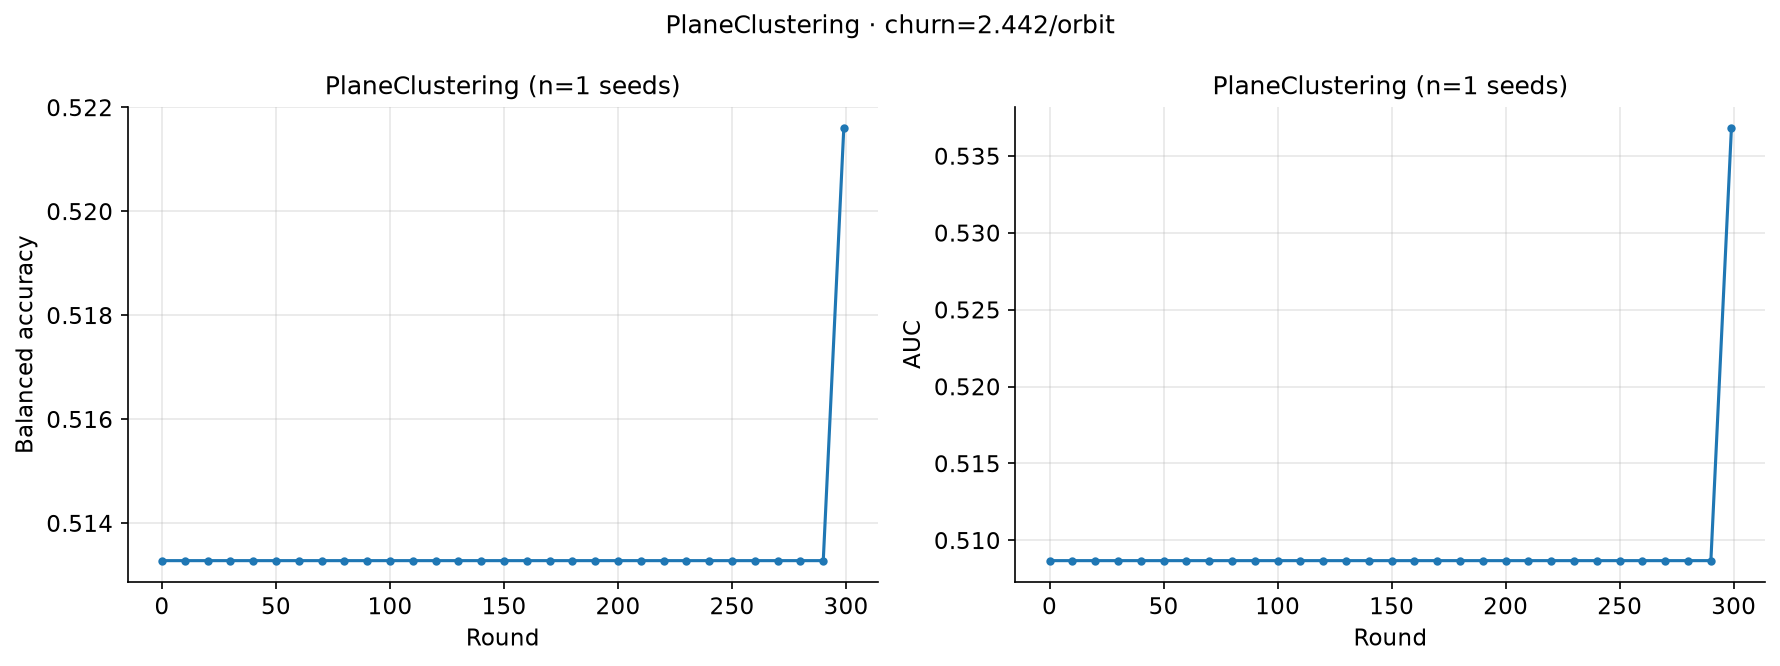 PlaneClustering · churn=2.442/orbit
PlaneClustering (n=1 seeds)
0.522
0.520
0.518
0.516
0.514
Balanced accuracy
0 50 100 150 200 250 300
Round
PlaneClustering (n=1 seeds)
0.535
0.530
0.525
0.520
0.515
0.510
AUC
0 50 100 150 200 250 300
Round